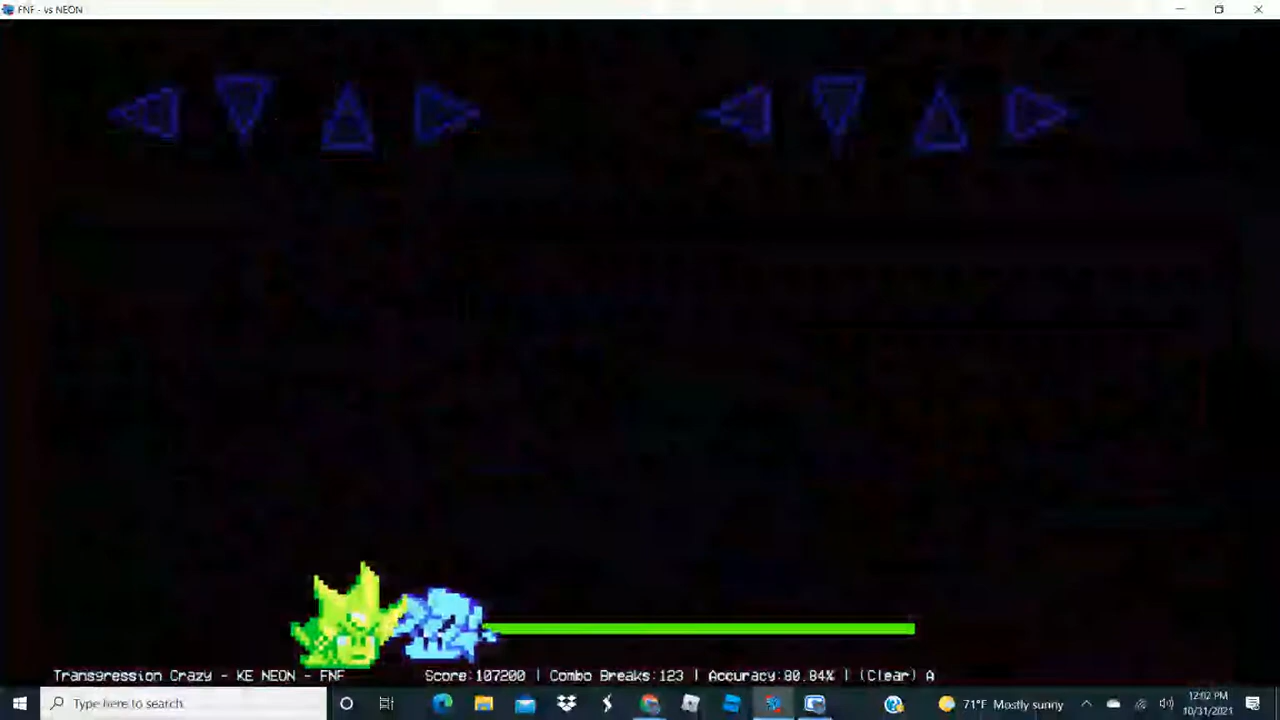 FNF - vs NEON
Transgression Crazy - KE NEON - FNF
Score:107200 | Combo Breaks:123 | Accuracy:80.84% | (Clear) A
Type here to search
71°F Mostly sunny
12:02 PM
10/31/2021